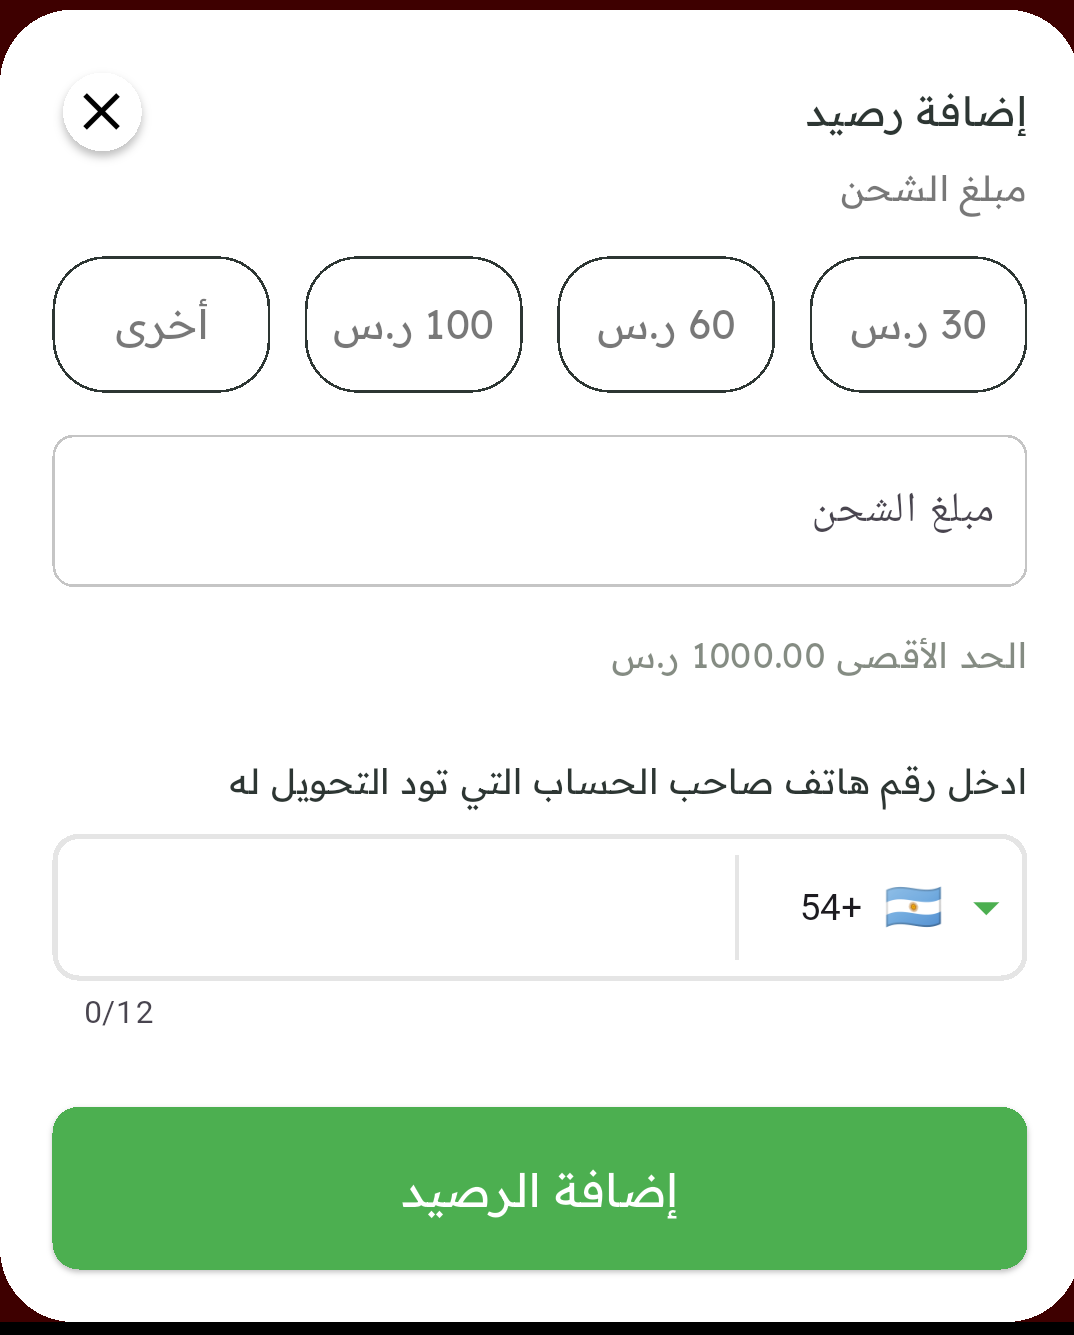 إضافة رصيد
مبلغ الشحن
30 ر.س
60 ر.س
100 ر.س
أخرى
مبلغ الشحن
الحد الأقصى 1000.00 ر.س
ادخل رقم هاتف صاحب الحساب التي تود التحويل له
54+
0/12
إضافة الرصيد